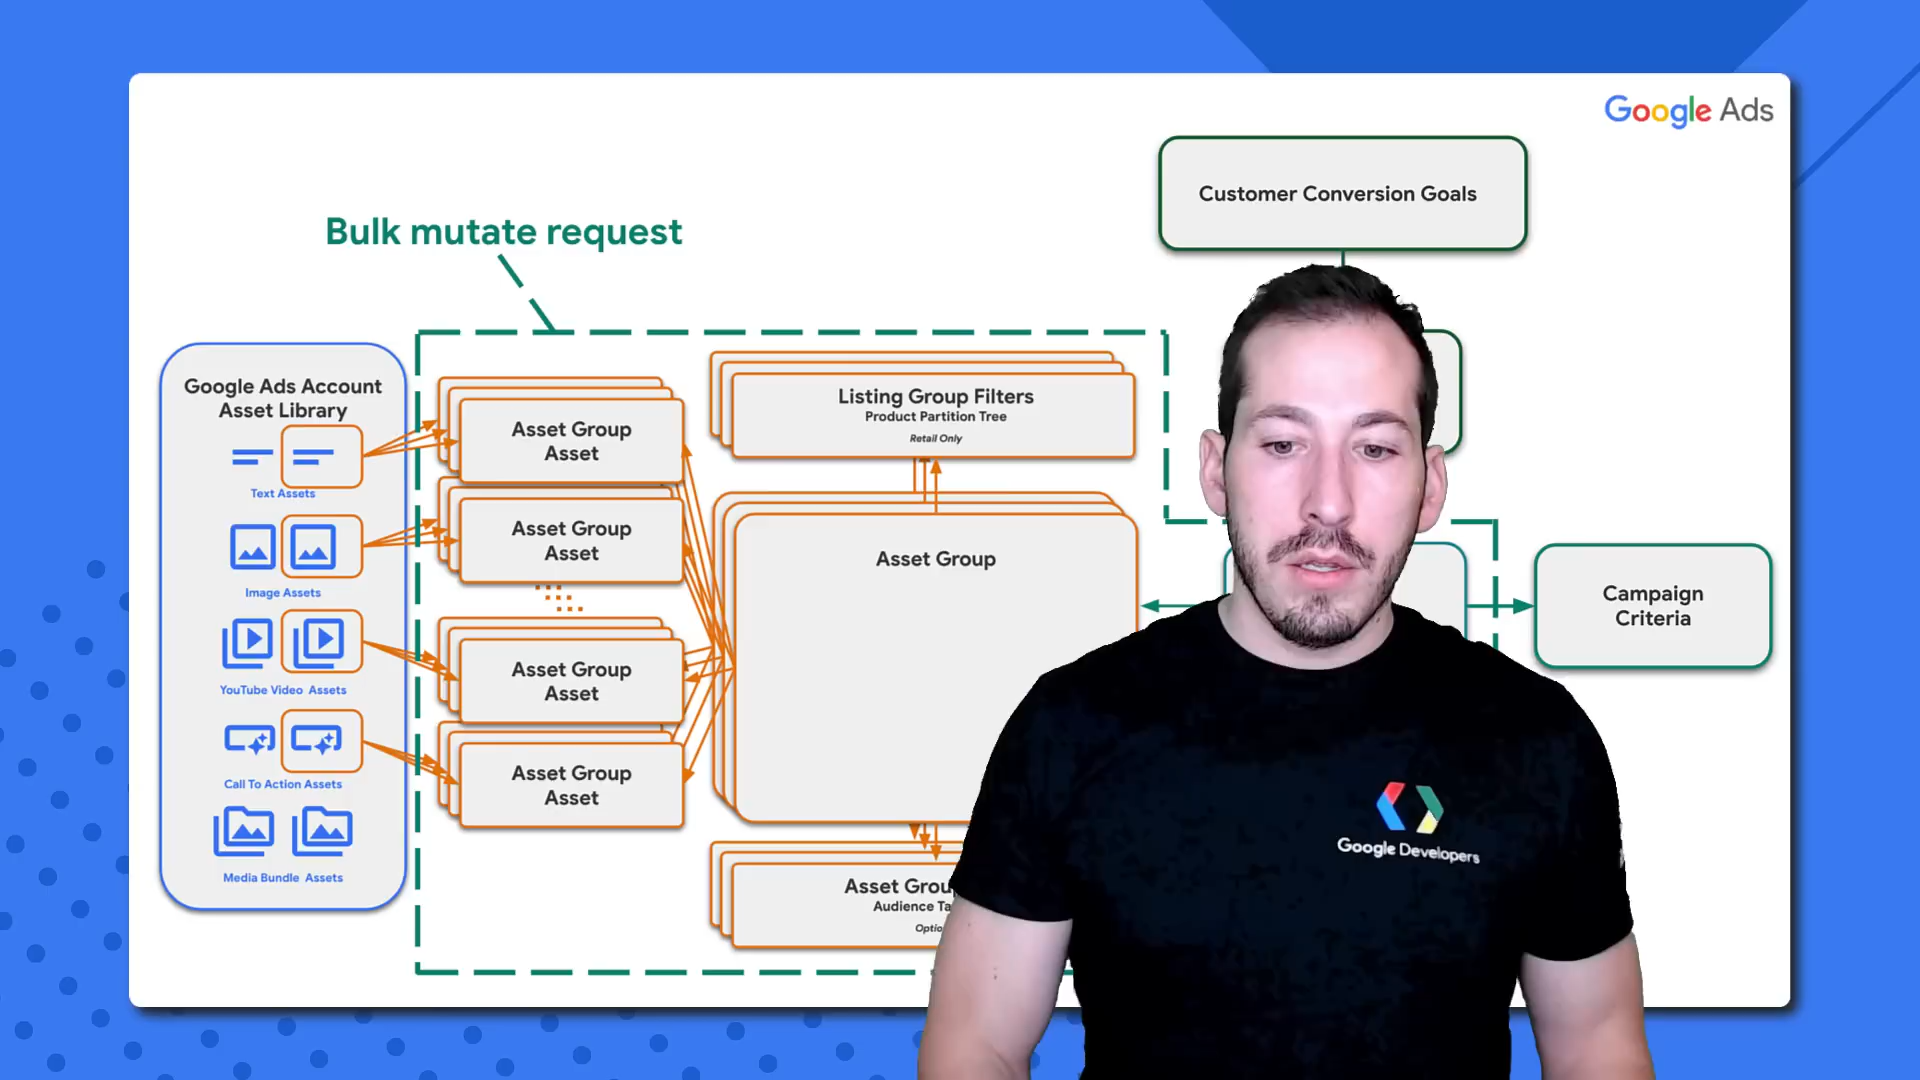 Google Ads
Customer Conversion Goals
Bulk mutate request
Google Ads Account
Asset Library
Text Assets
Image Assets
YouTube Video Assets
Call To Action Assets
Media Bundle Assets
Asset Group
Asset
Asset Group
Asset
Asset Group
Asset
Asset Group
Asset
Listing Group Filters
Product Partition Tree
Retail Only
Asset Group
Asset
Audience
Campaign
Criteria
Google Developers